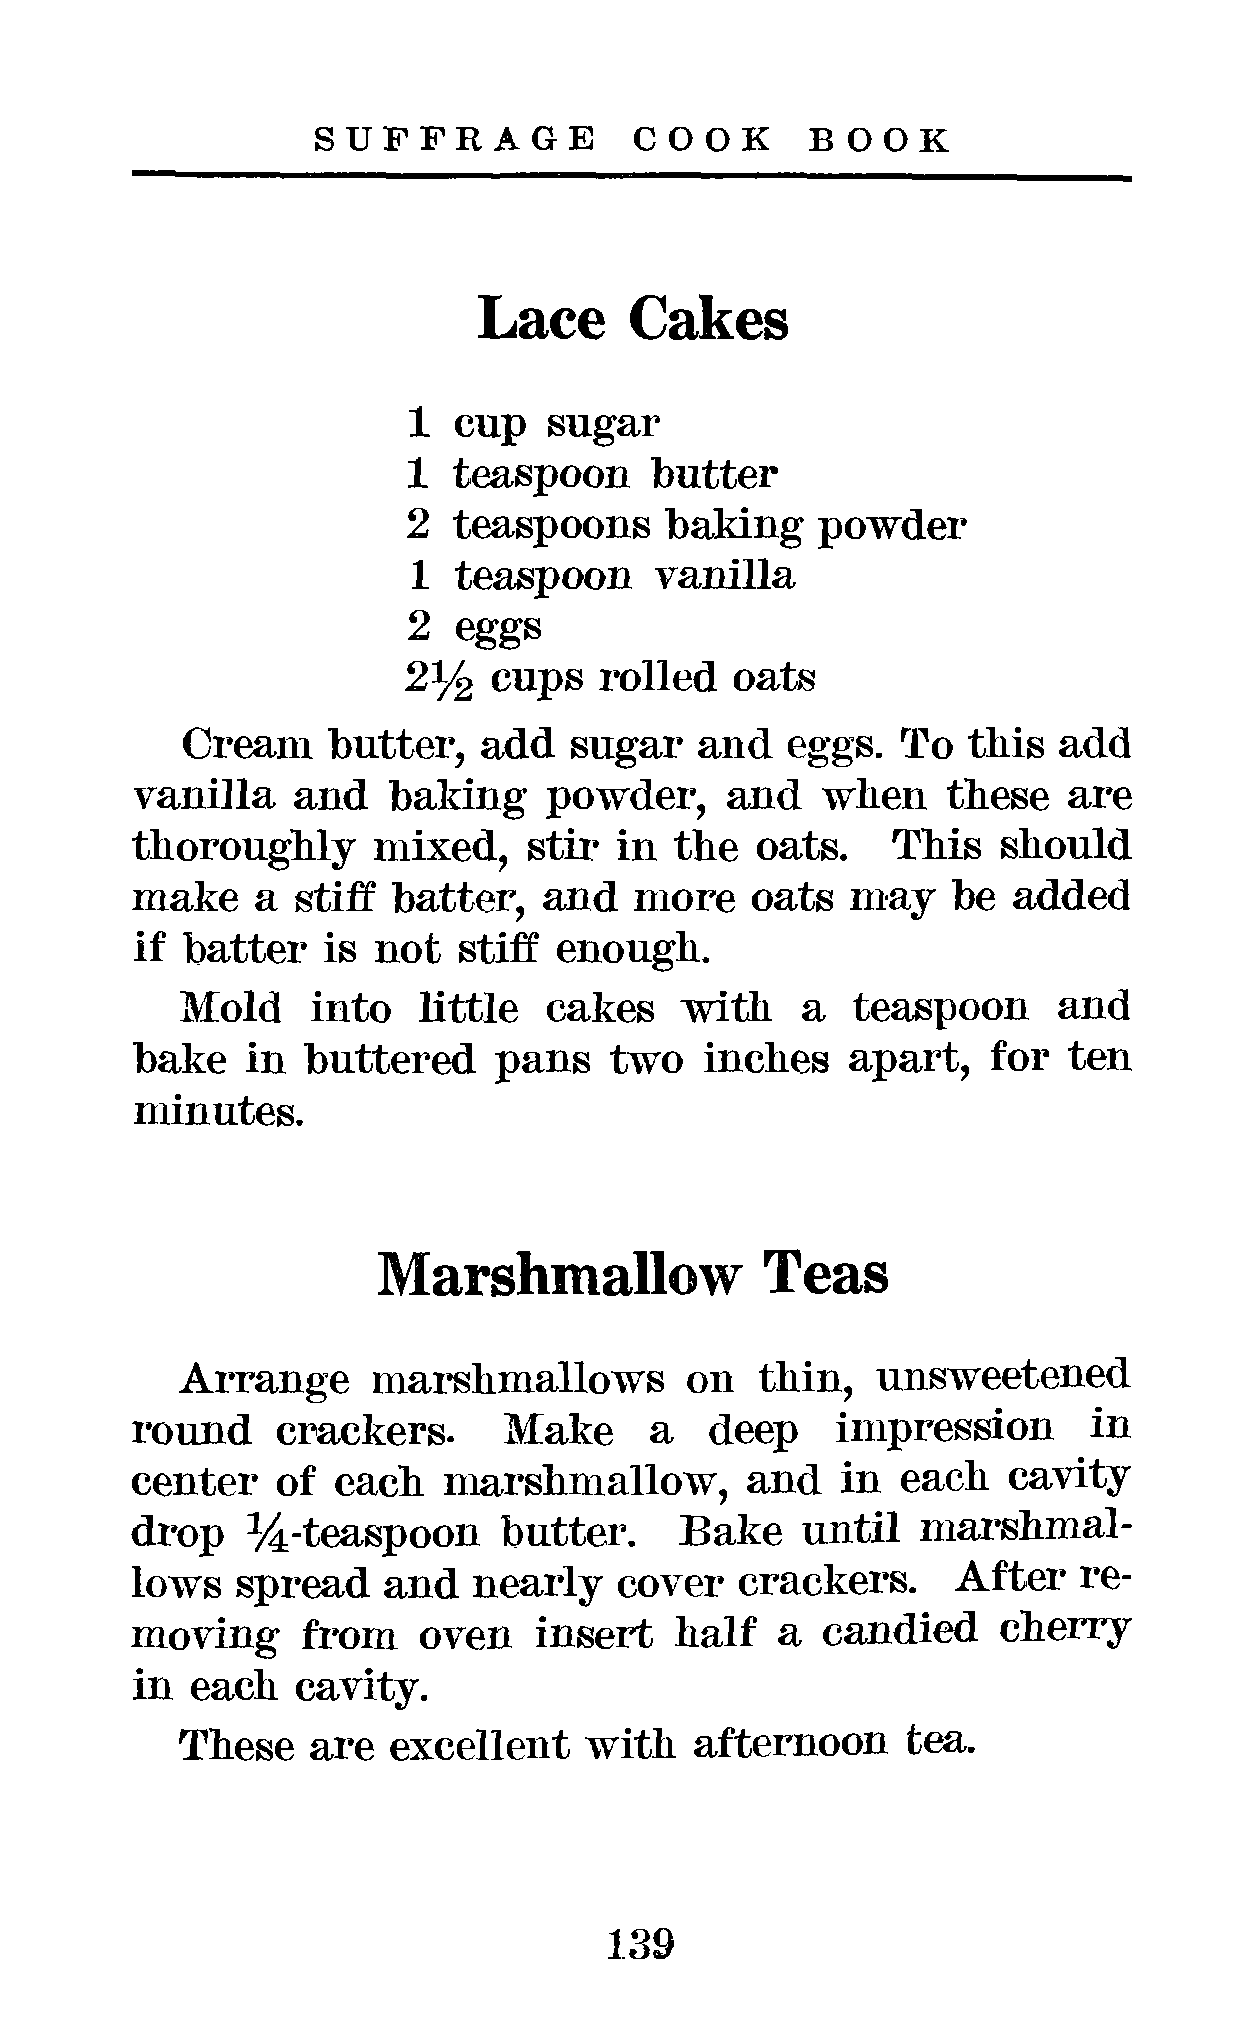 SUFFRAGE COOK BOOK
Lace Cakes
1 cup sugar
1 teaspoon butter
2 teaspoons baking powder
1 teaspoon vanilla
2 eggs
2½ cups rolled oats
Cream butter, add sugar and eggs. To this add
vanilla and baking powder, and when these are
thoroughly mixed, stir in the oats. This should
make a stiff batter, and more oats may be added
if batter is not stiff enough.
Mold into little cakes with a teaspoon and
bake in buttered pans two inches apart, for ten
minutes.
Marshmallow Teas
Arrange marshmallows on thin, unsweetened
round crackers. Make a deep impression in
center of each marshmallow, and in each cavity
drop ¼-teaspoon butter. Bake until marshmal-
lows spread and nearly cover crackers. After re-
moving from oven insert half a candied cherry
in each cavity.
These are excellent with afternoon tea.
139